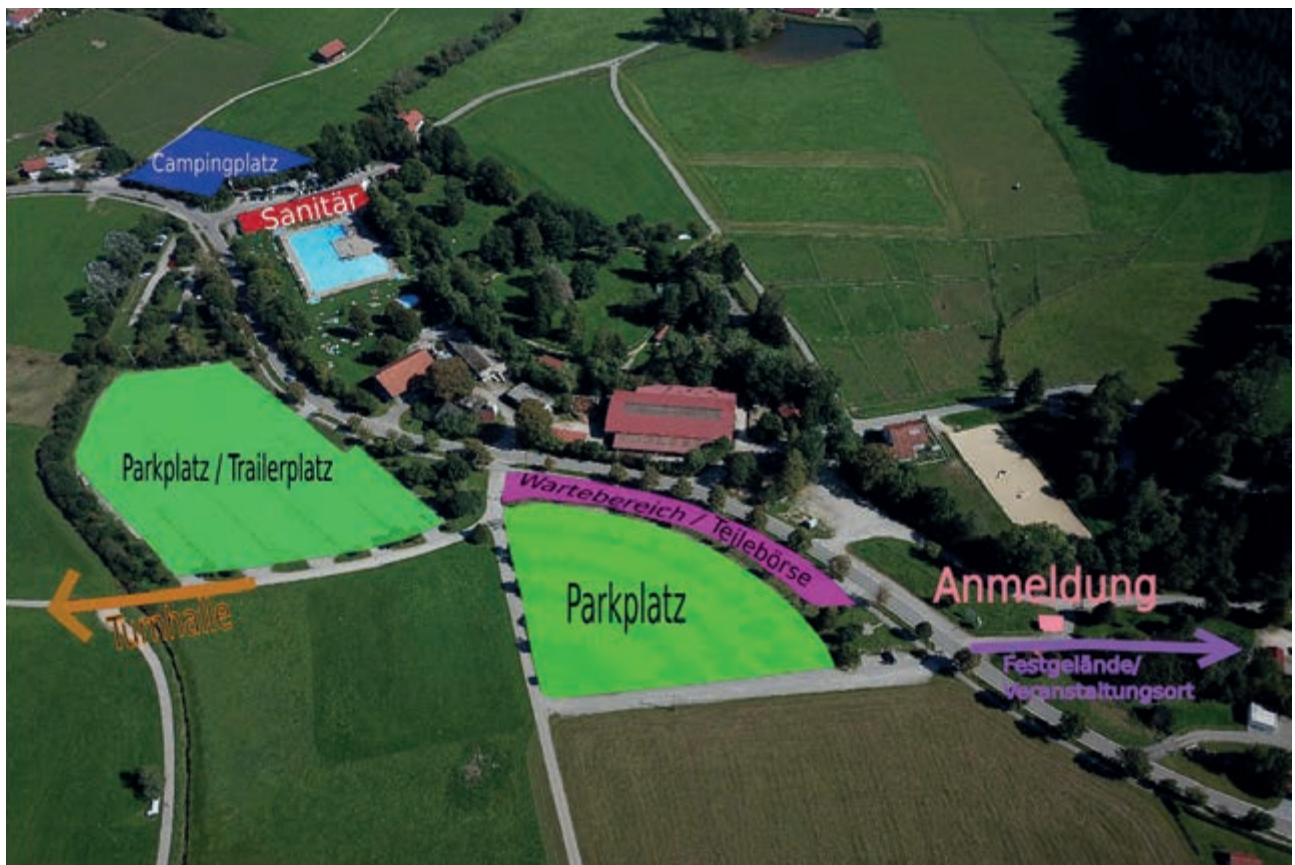 Campingplatz
Sanitär
Parkplatz / Trailerplatz
Wartebereich / Teilebörse
Parkplatz
Anmeldung
Turnhalle
Festgelände/
Veranstaltungsort